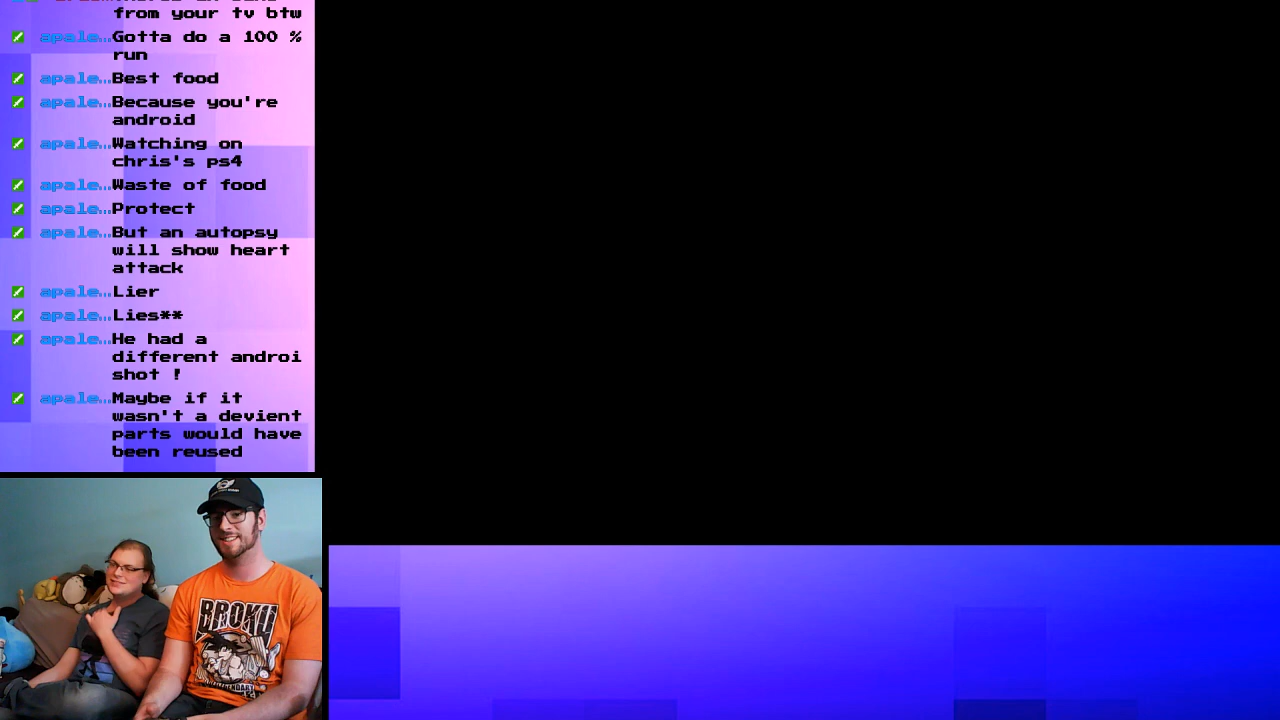 from your tv btw
apale...Gotta do a 100 %
run
apale...Best food
apale...Because you're
android
apale...Watching on
chris's ps4
apale...Waste of food
apale...Protect
apale...But an autopsy
will show heart
attack
apale...Lier
apale...Lies**
apale...He had a
different androi
shot !
apale...Maybe if it
wasn't a devient
parts would have
been reused
BROKU